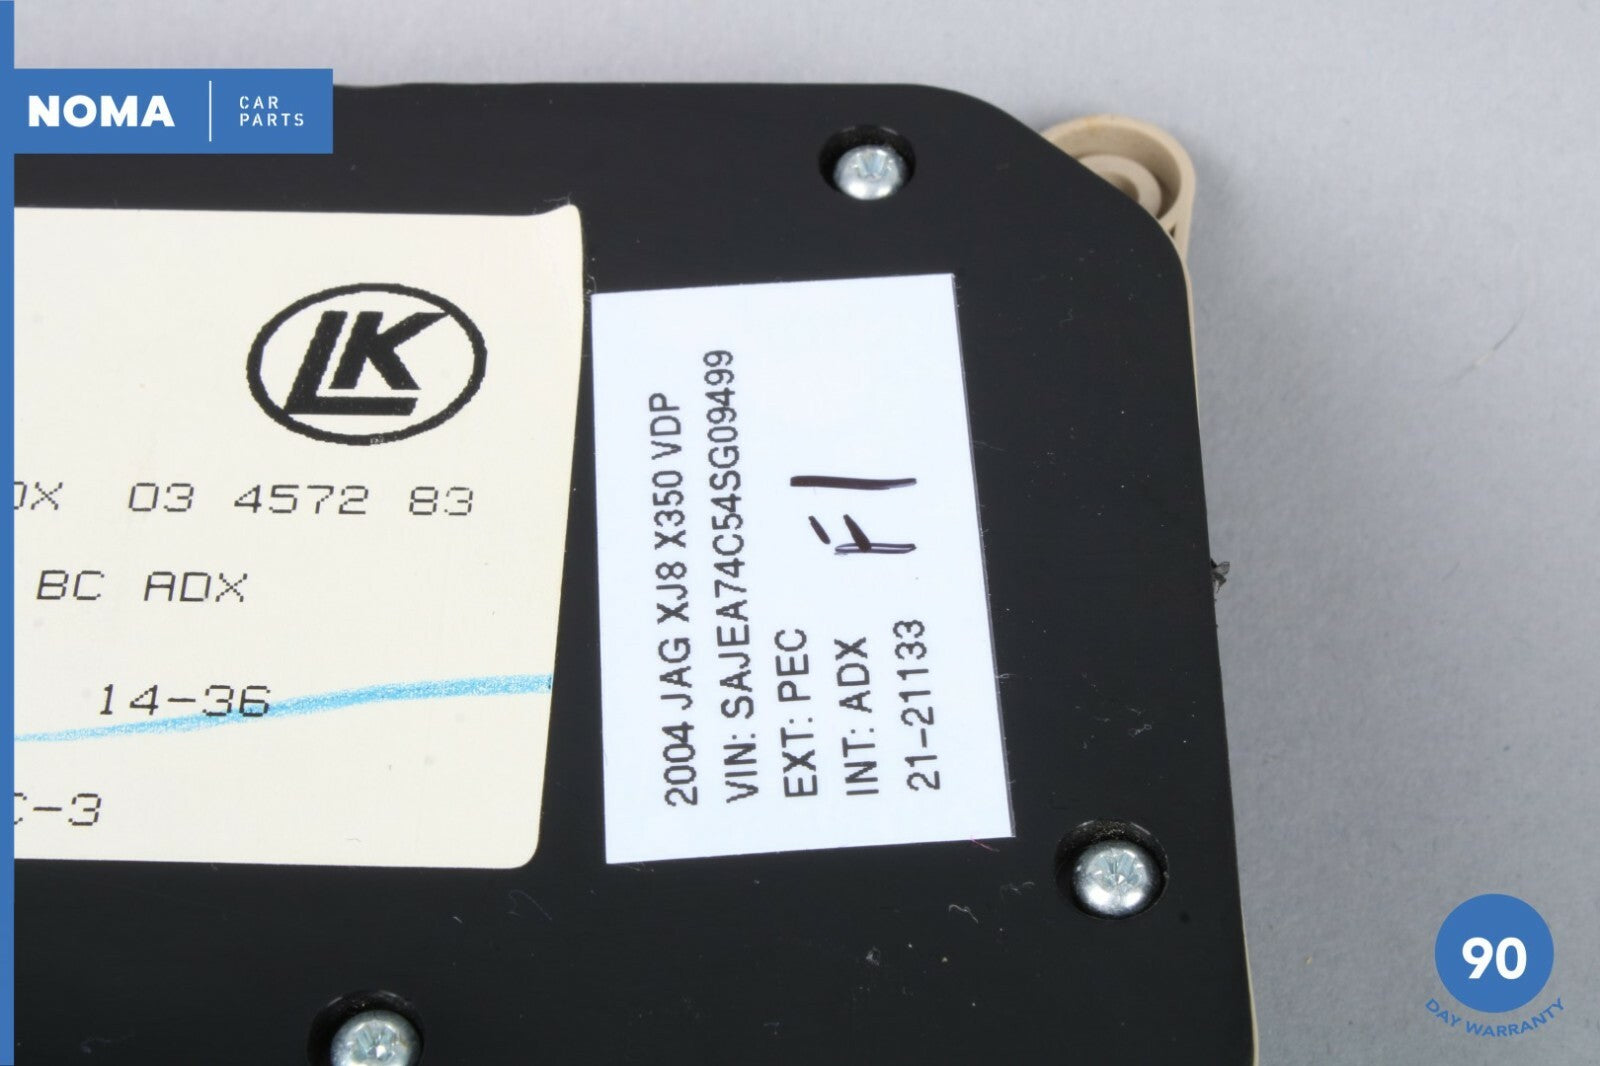 NOMA
CAR
PARTS
LK
03 4572 83
BC ADX
14-36
C-3
2004 JAG XJ8 X350 VDP
VIN: SAJEA74C54SG09499
EXT: PEC
INT: ADX
21-21133
F1
90
DAY WARRANTY